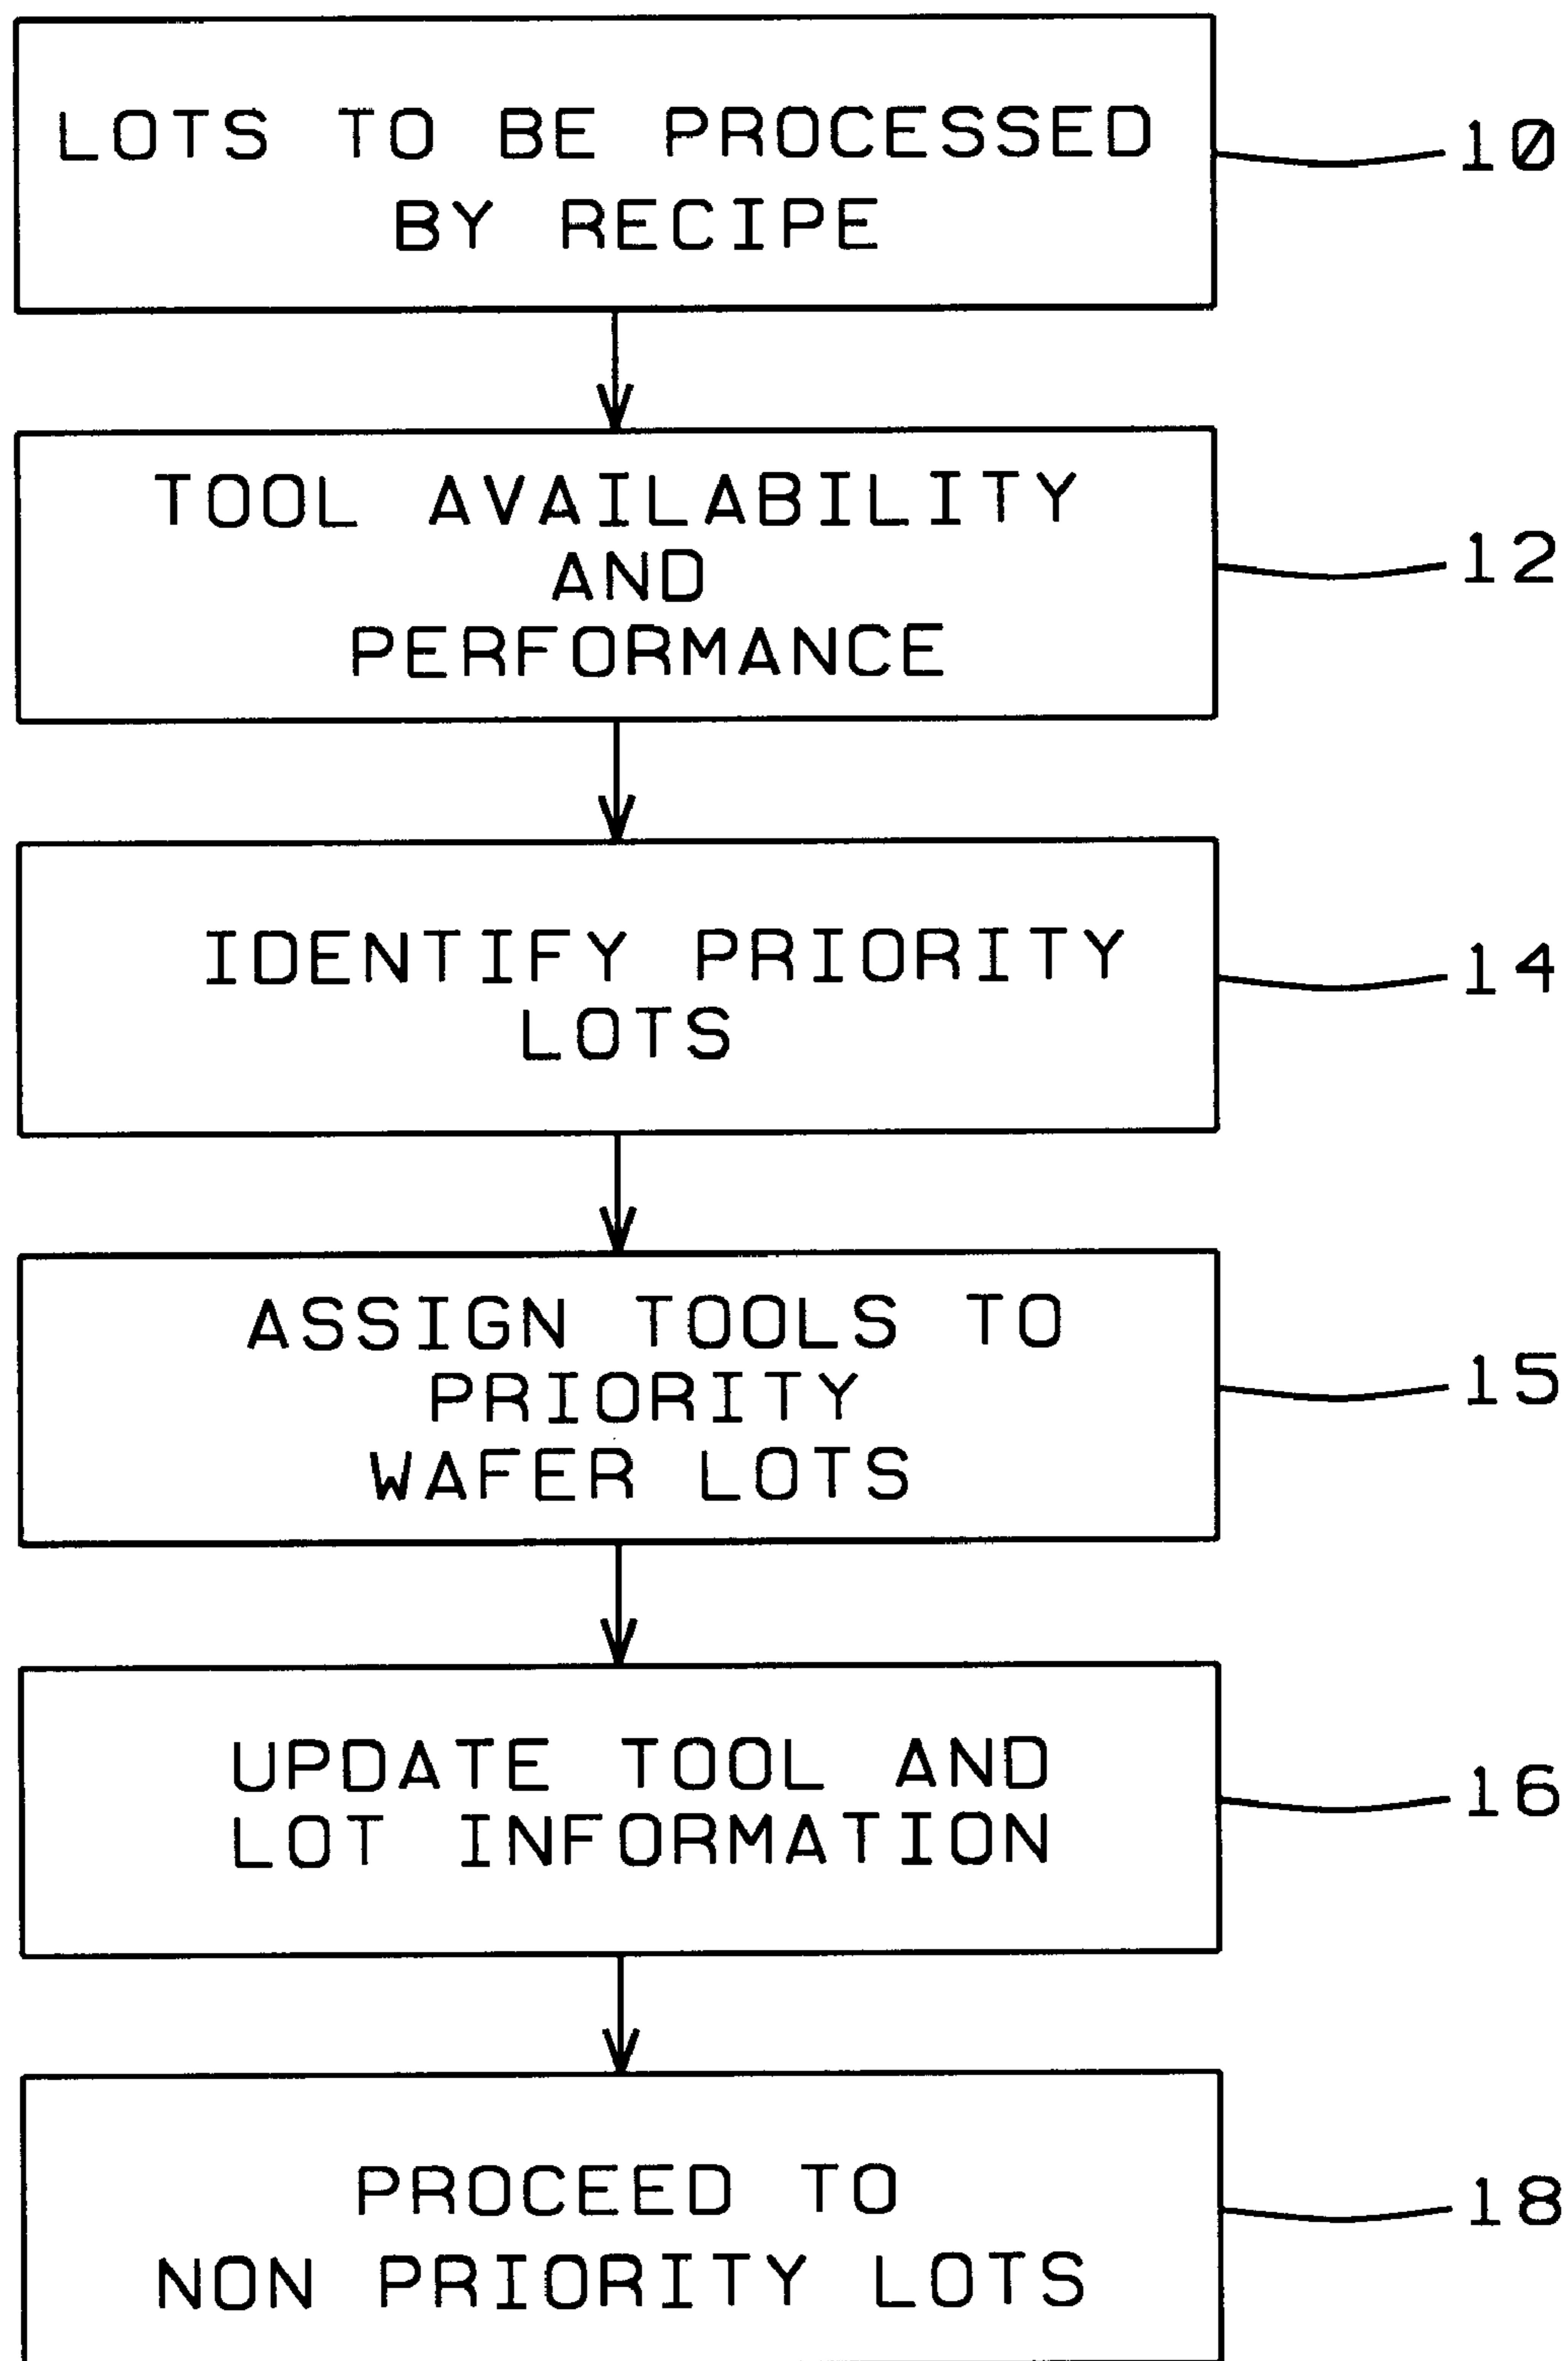 LOTS TO BE PROCESSED
BY RECIPE
10
TOOL AVAILABILITY
AND
PERFORMANCE
12
IDENTIFY PRIORITY
LOTS
14
ASSIGN TOOLS TO
PRIORITY
WAFER LOTS
15
UPDATE TOOL AND
LOT INFORMATION
16
PROCEED TO
NON PRIORITY LOTS
18